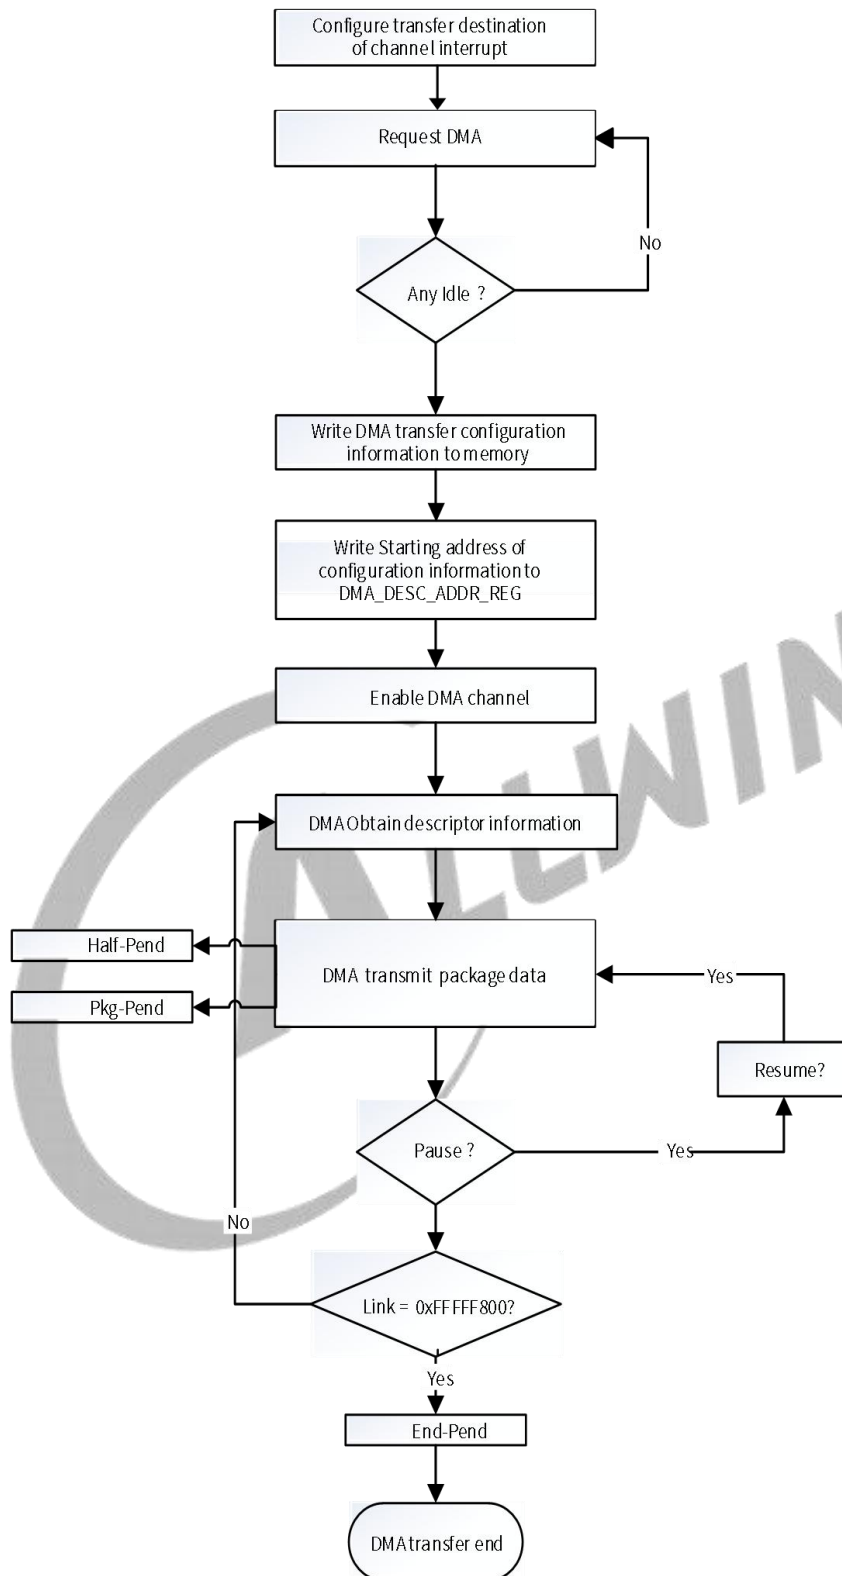 Configure transfer destination
of channel interrupt
Request DMA
No
Any Idle ?
Write DMA transfer configuration
information to memory
Write Starting address of
configuration information to
DMA_DESC_ADDR_REG
Enable DMA channel
ALLWIN
DMA Obtain descriptor information
Half-Pend
DMA transmit package data
Yes
Pkg-Pend
Resume?
Pause ?
Yes
No
Link = 0xFFFFF800?
Yes
End-Pend
DMA transfer end